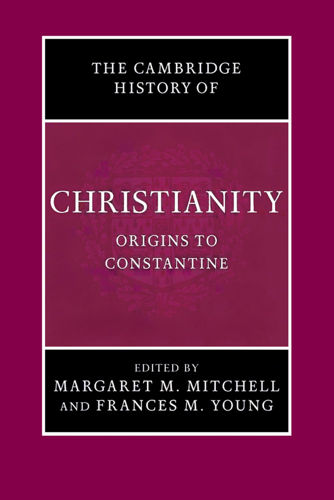 THE CAMBRIDGE
HISTORY OF
CHRISTIANITY
ORIGINS TO
CONSTANTINE
EDITED BY
MARGARET M. MITCHELL
AND FRANCES M. YOUNG